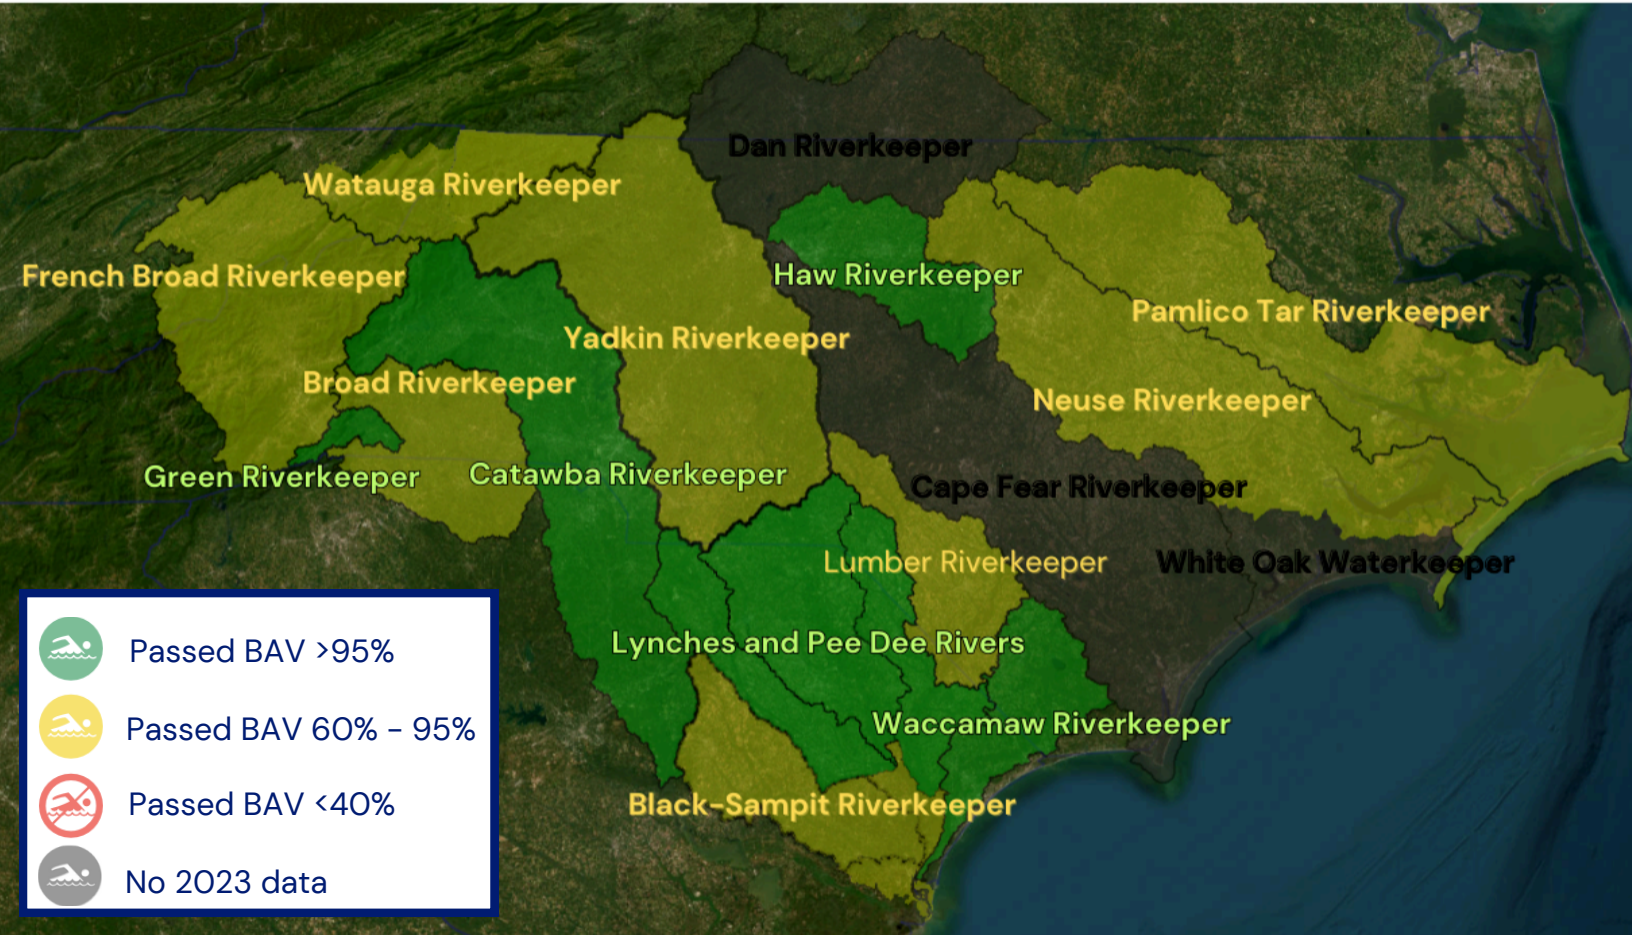 Dan Riverkeeper
Watauga Riverkeeper
French Broad Riverkeeper
Haw Riverkeeper
Pamlico Tar Riverkeeper
Yadkin Riverkeeper
Broad Riverkeeper
Neuse Riverkeeper
Green Riverkeeper
Catawba Riverkeeper
Cape Fear Riverkeeper
Lumber Riverkeeper
White Oak Waterkeeper
Lynches and Pee Dee Rivers
Waccamaw Riverkeeper
Black-Sampit Riverkeeper
Passed BAV >95%
Passed BAV 60% - 95%
Passed BAV <40%
No 2023 data